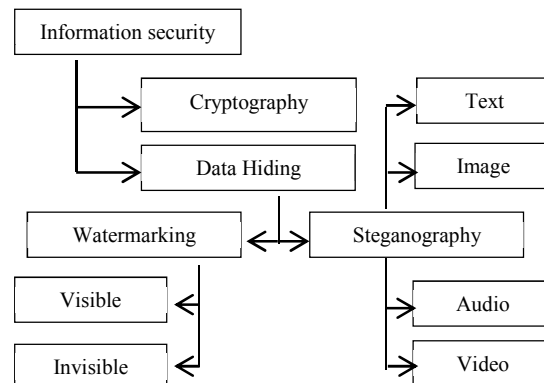 Information security
Cryptography
Text
Data Hiding
Image
Watermarking
Steganography
Visible
Audio
Invisible
Video